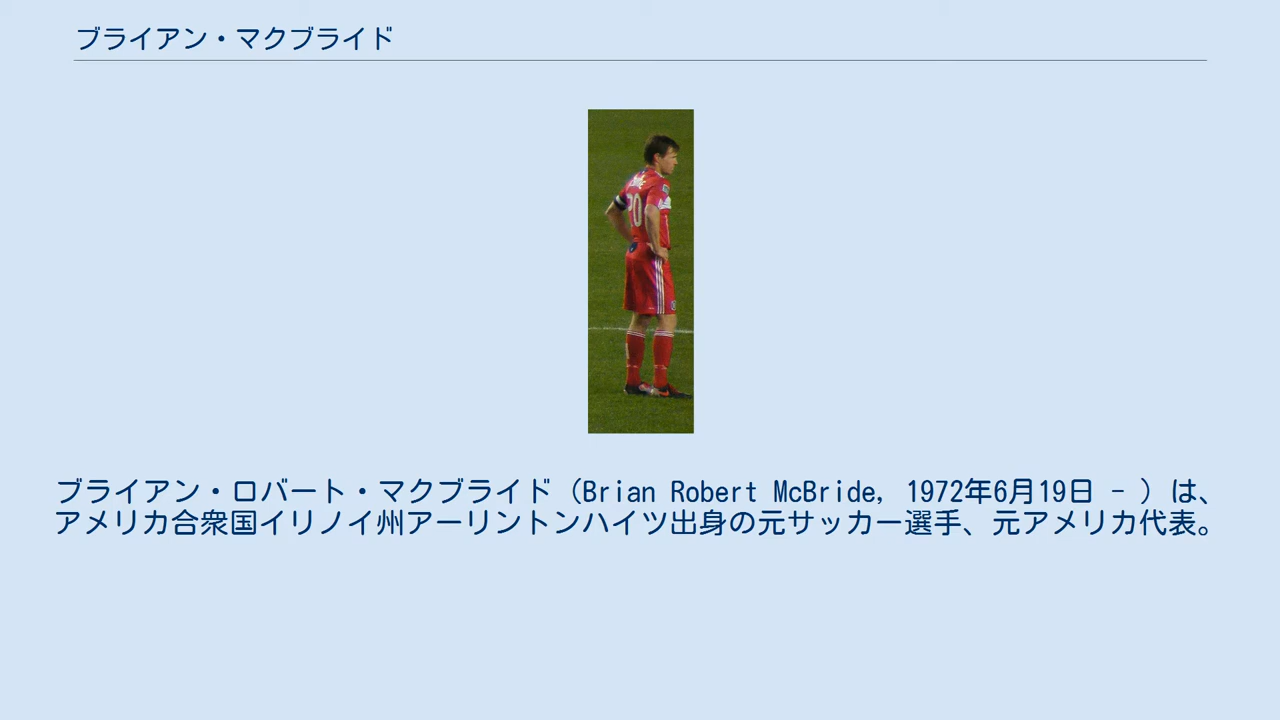 ブライアン・マクブライド
20
ブライアン・ロバート・マクブライド（Brian Robert McBride, 1972年6月19日 - ）は、
アメリカ合衆国イリノイ州アーリントンハイツ出身の元サッカー選手、元アメリカ代表。